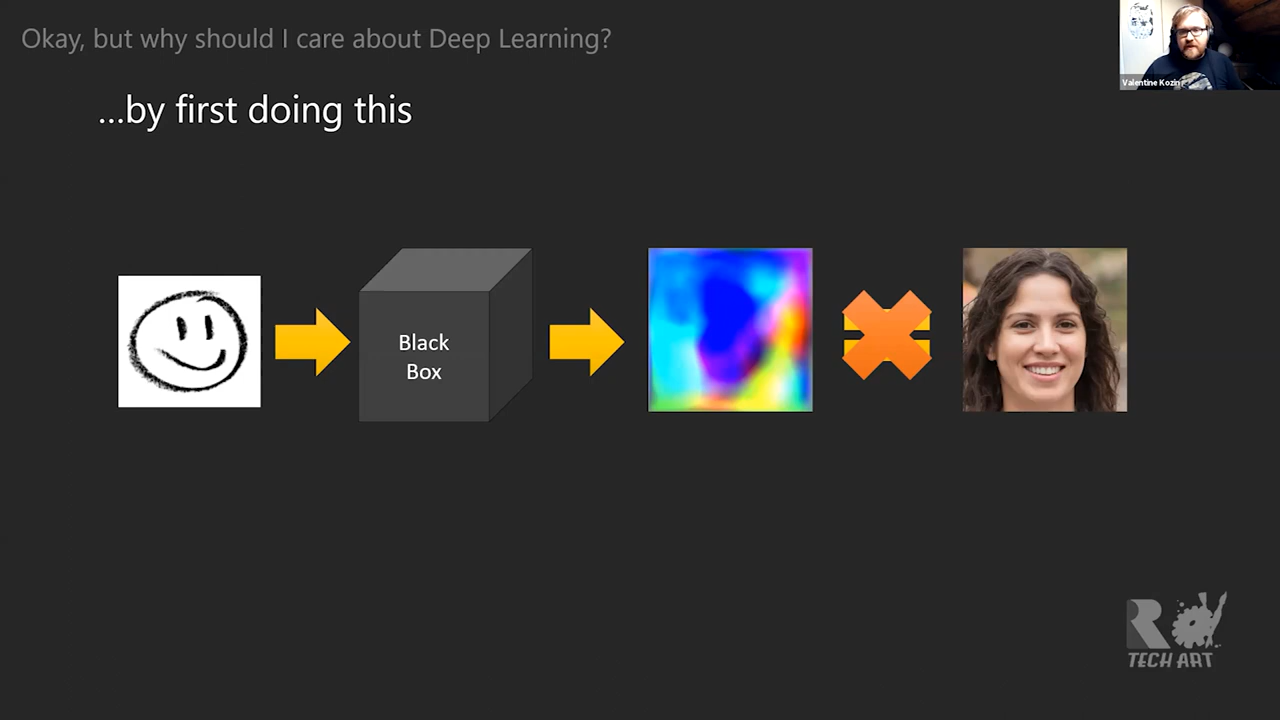 Okay, but why should I care about Deep Learning?
...by first doing this
Valentine Kozin
Black
Box
R
TECH ART